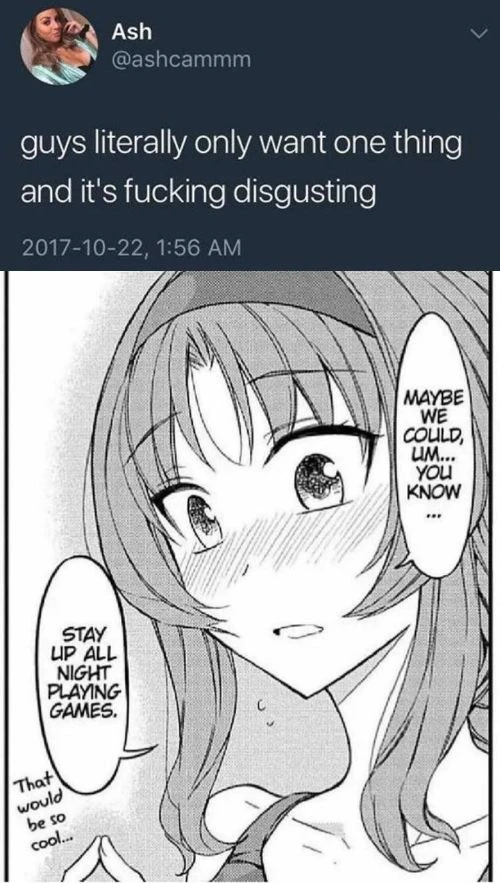 Ash
@ashcammm
guys literally only want one thing
and it's fucking disgusting
2017-10-22, 1:56 AM
MAYBE
WE
COULD,
UM...
YOU
KNOW
...
STAY
UP ALL
NIGHT
PLAYING
GAMES.
That
would
be so
cool...